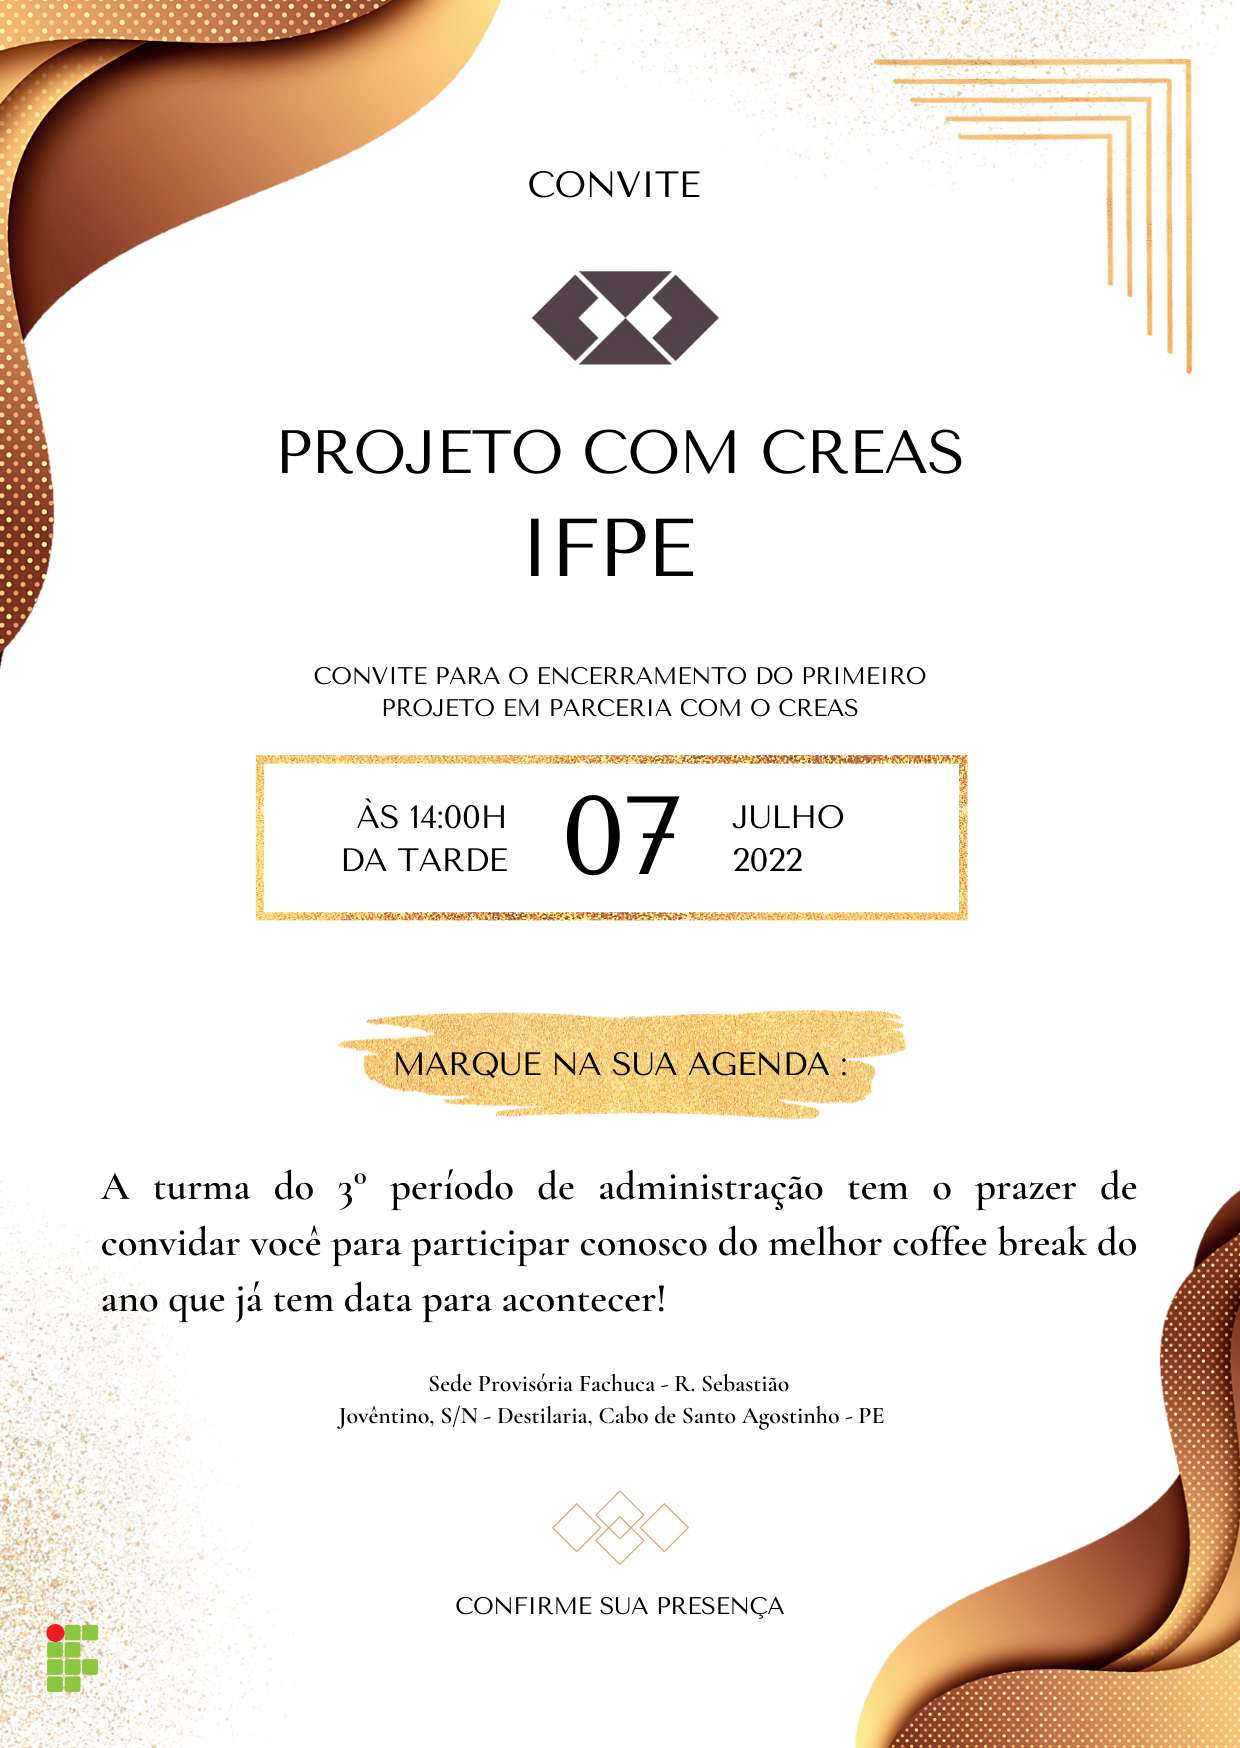 CONVITE
PROJETO COM CREAS
IFPE
CONVITE PARA O ENCERRAMENTO DO PRIMEIRO
PROJETO EM PARCERIA COM O CREAS
ÀS 14:00H
DA TARDE
07
JULHO
2022
MARQUE NA SUA AGENDA :
A turma do 3º período de administração tem o prazer de
convidar você para participar conosco do melhor coffee break do
ano que já tem data para acontecer!
Sede Provisória Fachuca - R. Sebastião
Jovêntino, S/N - Destilaria, Cabo de Santo Agostinho - PE
CONFIRME SUA PRESENÇA